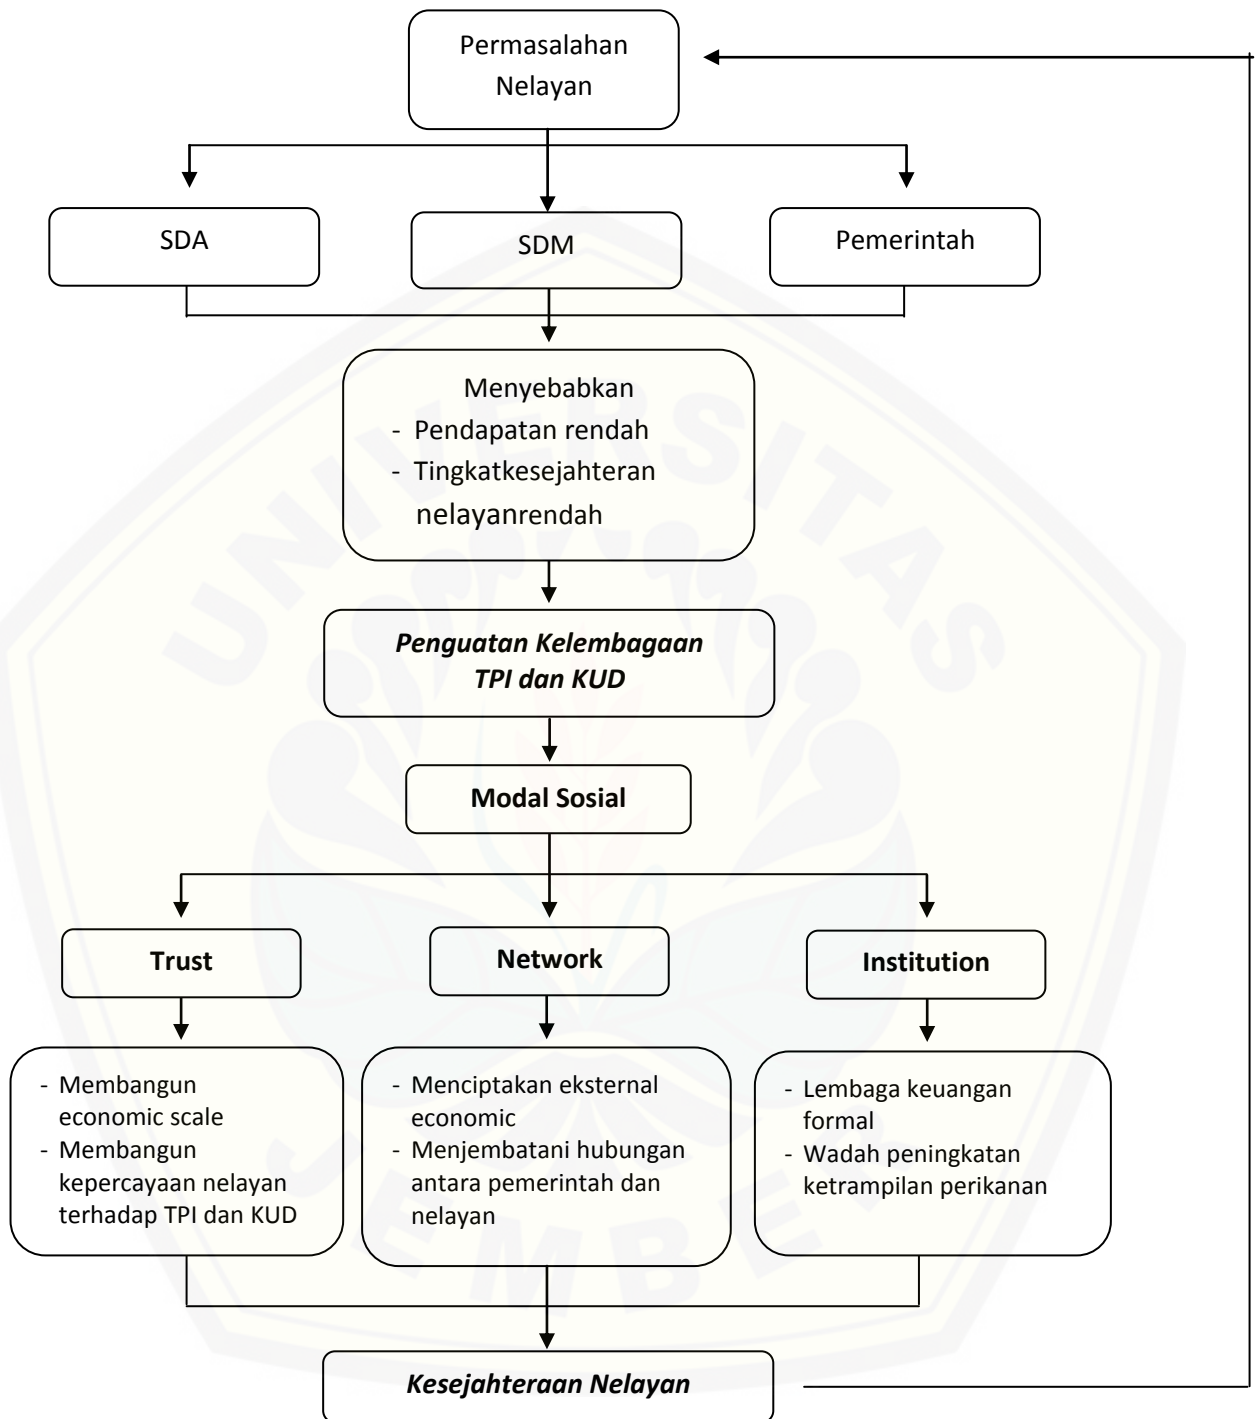 Permasalahan
Nelayan
SDA
SDM
Pemerintah
Menyebabkan
- Pendapatan rendah
- Tingkatkesejahteran
nelayanrendah
Penguatan Kelembagaan
TPI dan KUD
Modal Sosial
Trust
Network
Institution
- Membangun
economic scale
- Membangun
kepercayaan nelayan
terhadap TPI dan KUD
- Menciptakan eksternal
economic
- Menjembatani hubungan
antara pemerintah dan
nelayan
- Lembaga keuangan
formal
- Wadah peningkatan
ketrampilan perikanan
Kesejahteraan Nelayan
UNIVERSITAS
JEMBER